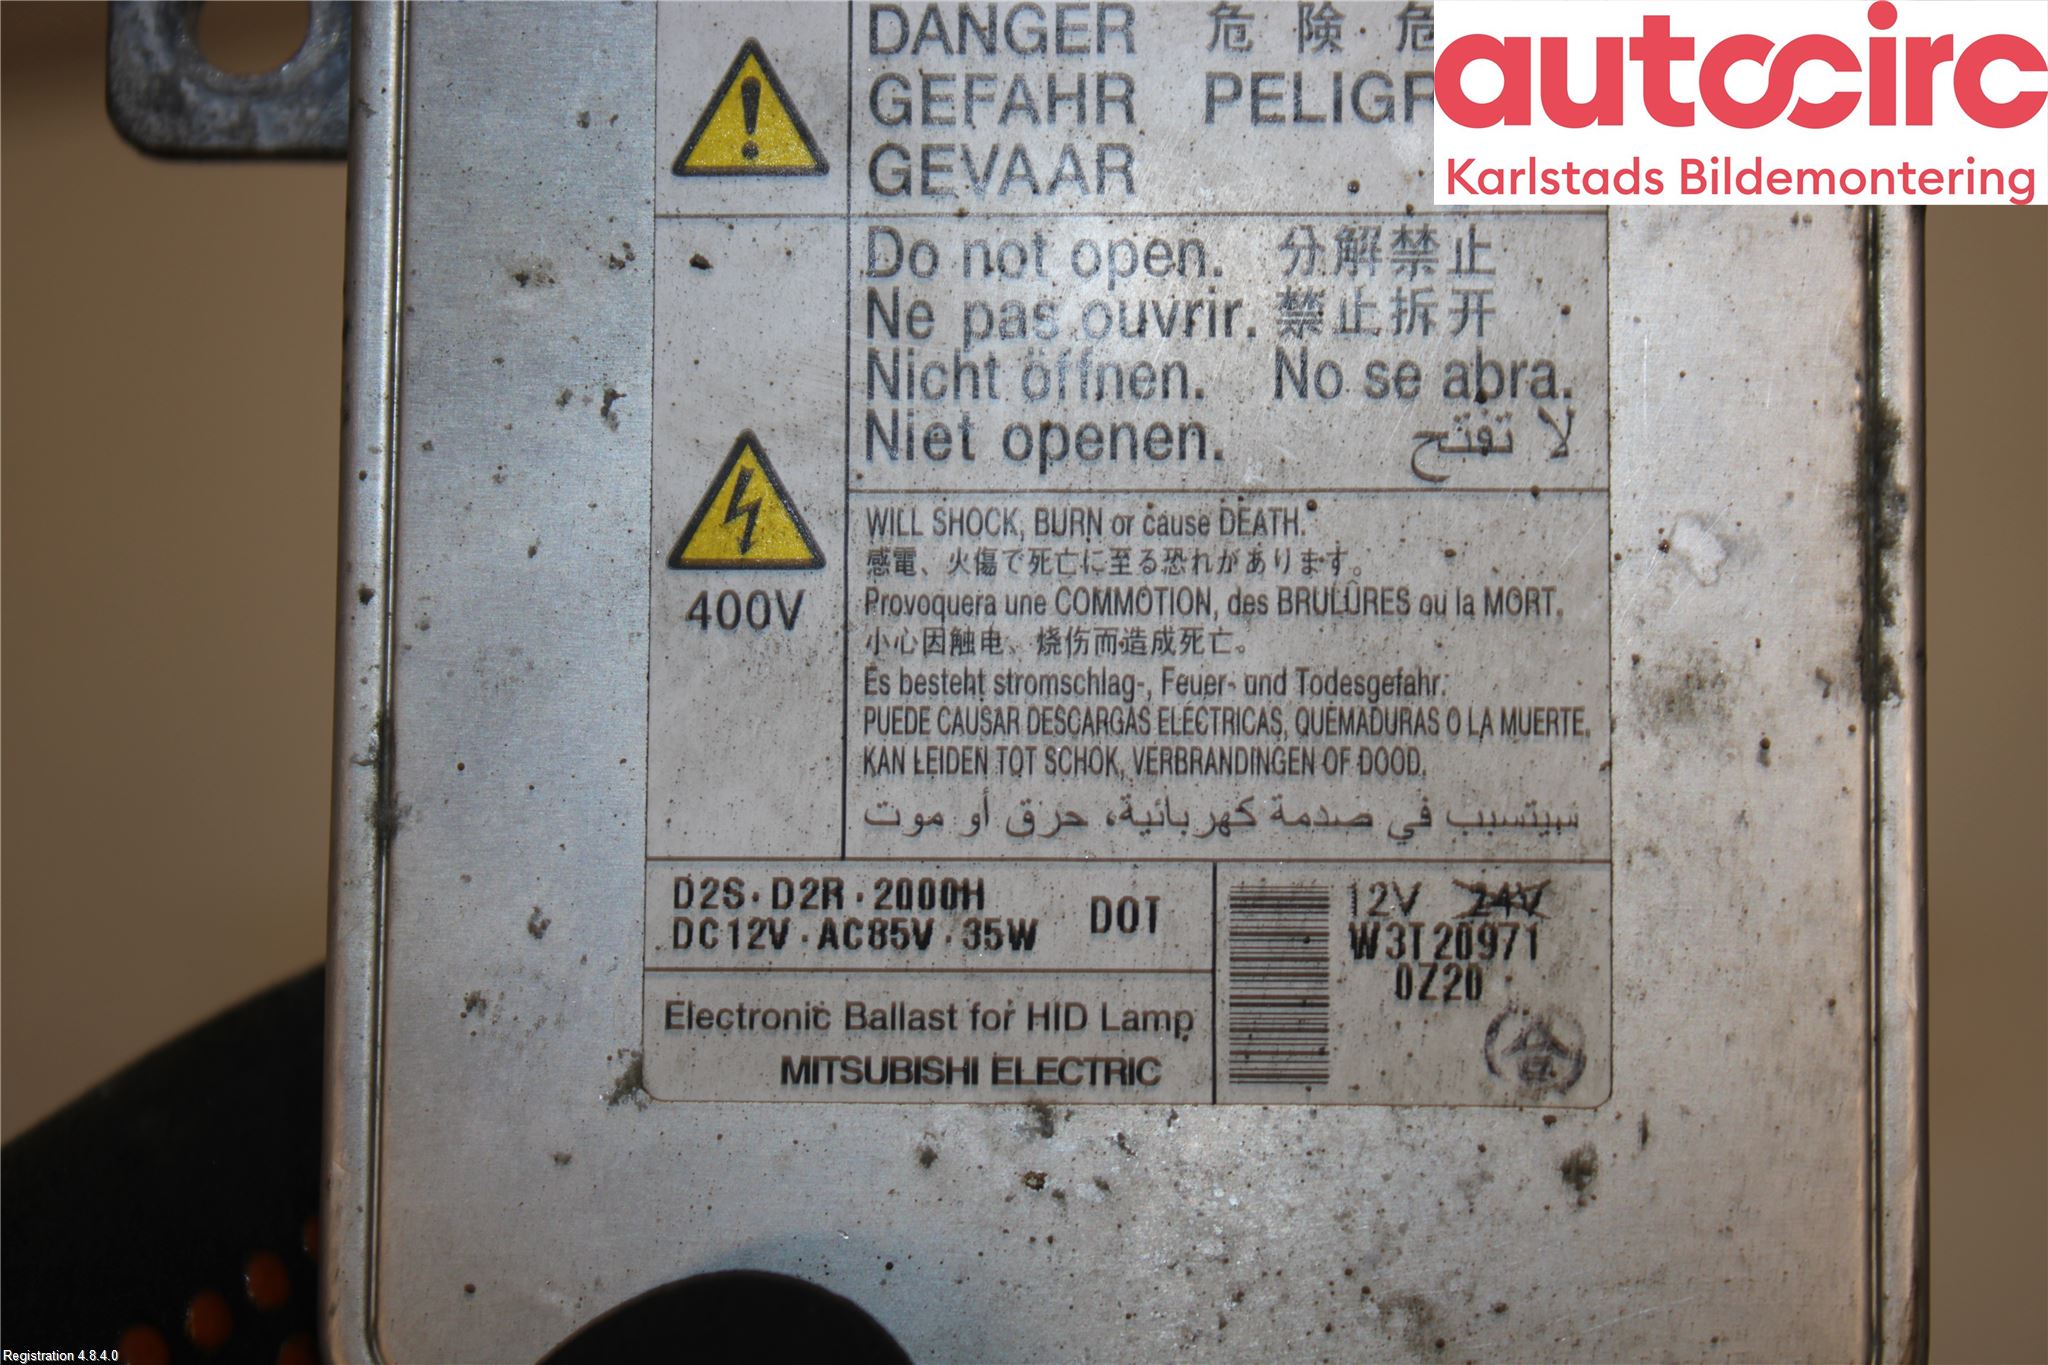 DANGER 危険 危
GEFAHR PELIGR
GEVAAR
autocirc
Karlstads Bildemontering
Do not open. 分解禁止
Ne pas ouvrir. 禁止拆开
Nicht öffnen. No se abra.
Niet openen. لا تفتح
400V
WILL SHOCK, BURN or cause DEATH.
感電、火傷で死亡に至る恐れがあります。
Provoquera une COMMOTION, des BRULÛRES ou la MORT.
小心因触电、烧伤而造成死亡。
Es besteht stromschlag-, Feuer- und Todesgefahr.
PUEDE CAUSAR DESCARGAS ELECTRICAS, QUEMADURAS O LA MUERTE.
KAN LEIDEN TOT SCHOK, VERBRANDINGEN OF DOOD.
سيتسبب في صدمة كهربائية، حرق أو موت
D2S · D2R · 2000H
DC12V · AC85V · 35W
DOT
12V 24V
W3T20971
0Z20
合
Electronic Ballast for HID Lamp
MITSUBISHI ELECTRIC
Registration 4.8.4.0